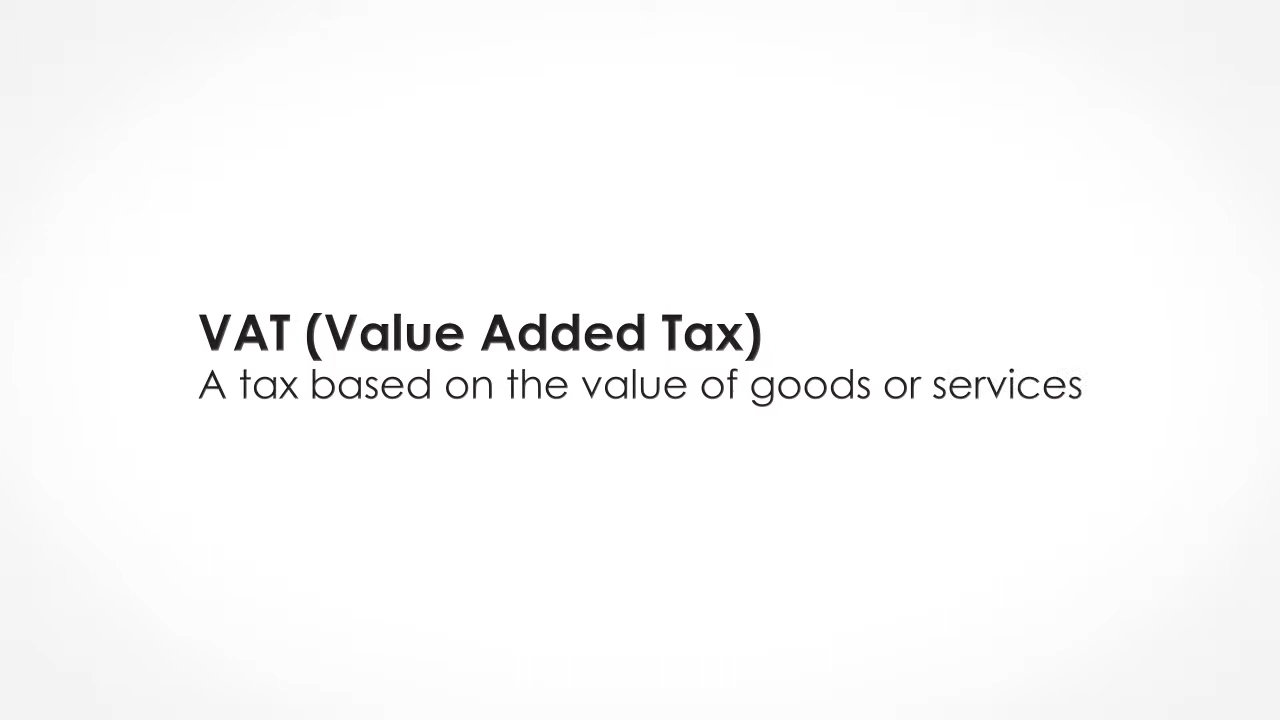 VAT (Value Added Tax)
A tax based on the value of goods or services